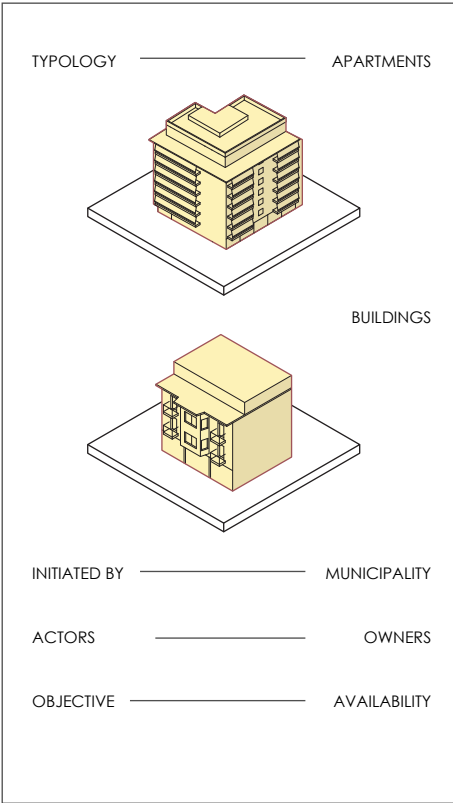 TYPOLOGY APARTMENTS
BUILDINGS
INITIATED BY MUNICIPALITY
ACTORS OWNERS
OBJECTIVE AVAILABILITY